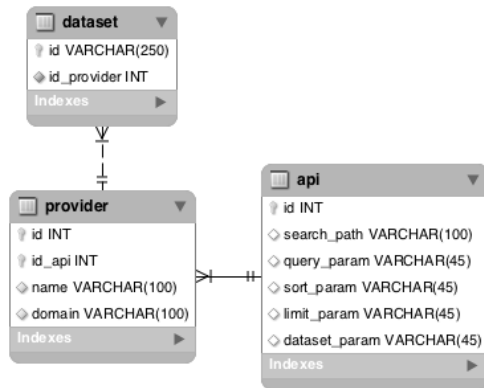 dataset
id VARCHAR(250)
id_provider INT
Indexes
provider
id INT
id_api INT
name VARCHAR(100)
domain VARCHAR(100)
Indexes
api
id INT
search_path VARCHAR(100)
query_param VARCHAR(45)
sort_param VARCHAR(45)
limit_param VARCHAR(45)
dataset_param VARCHAR(45)
Indexes